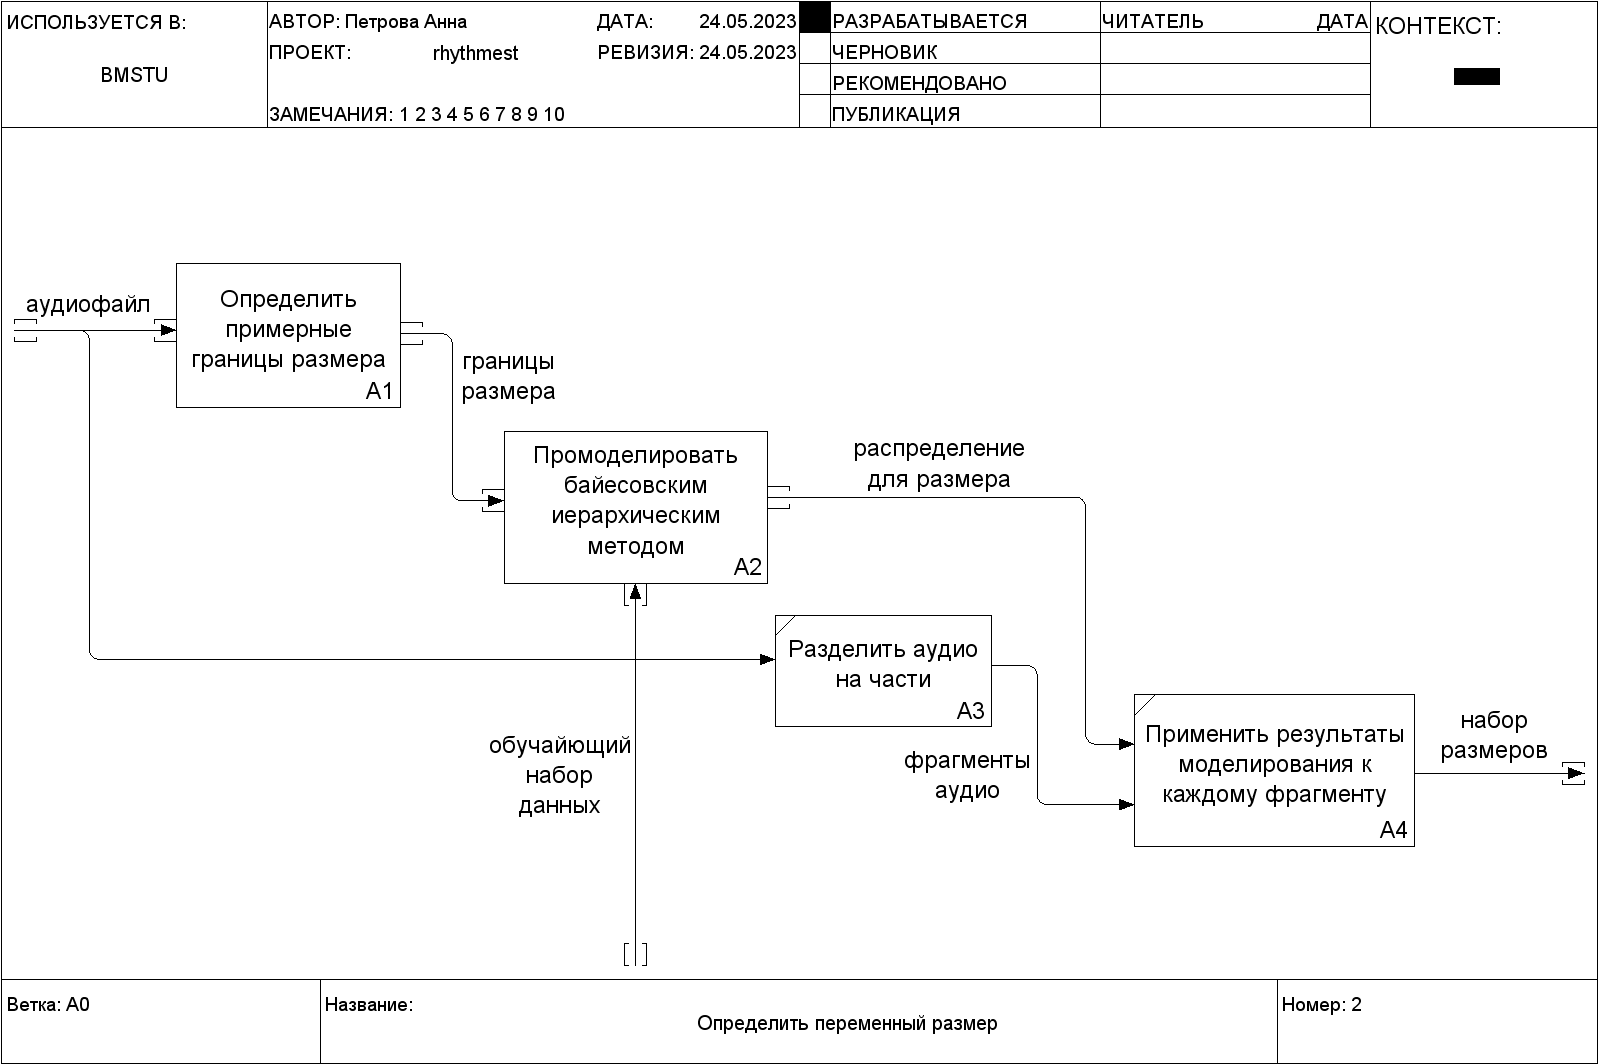 ИСПОЛЬЗУЕТСЯ В:
BMSTU
АВТОР: Петрова Анна
ДАТА: 24.05.2023
ПРОЕКТ: rhythmest
РЕВИЗИЯ: 24.05.2023
ЗАМЕЧАНИЯ: 1 2 3 4 5 6 7 8 9 10
РАЗРАБАТЫВАЕТСЯ
ЧЕРНОВИК
РЕКОМЕНДОВАНО
ПУБЛИКАЦИЯ
ЧИТАТЕЛЬ ДАТА
КОНТЕКСТ:
аудиофайл
Определить
примерные
границы размера
A1
границы
размера
Промоделировать
байесовским
иерархическим
методом
A2
распределение
для размера
Разделить аудио
на части
A3
обучайющий
набор
данных
фрагменты
аудио
Применить результаты
моделирования к
каждому фрагменту
A4
набор
размеров
Ветка: A0
Название:
Определить переменный размер
Номер: 2